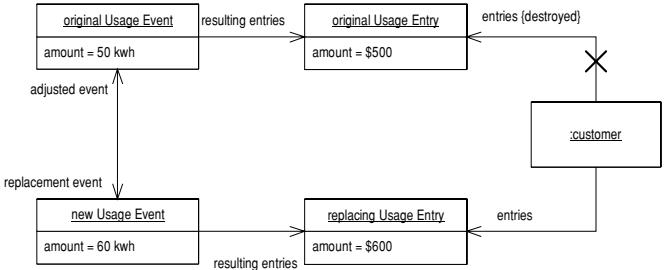 original Usage Event
resulting entries
original Usage Entry
entries {destroyed}
amount = 50 kwh
amount = $500
adjusted event
:customer
replacement event
new Usage Event
replacing Usage Entry
entries
amount = 60 kwh
amount = $600
resulting entries